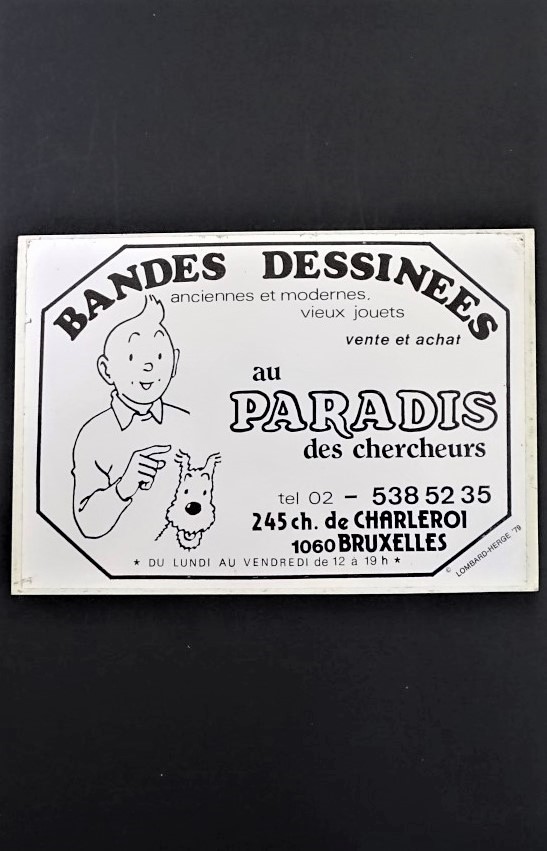 BANDES DESSINEES
anciennes et modernes,
vieux jouets
vente et achat
au
PARADIS
des chercheurs
tel 02 - 538 52 35
245 ch. de CHARLEROI
1060 BRUXELLES
* DU LUNDI AU VENDREDI de 12 à 19 h *
© LOMBARD-HERGE '79